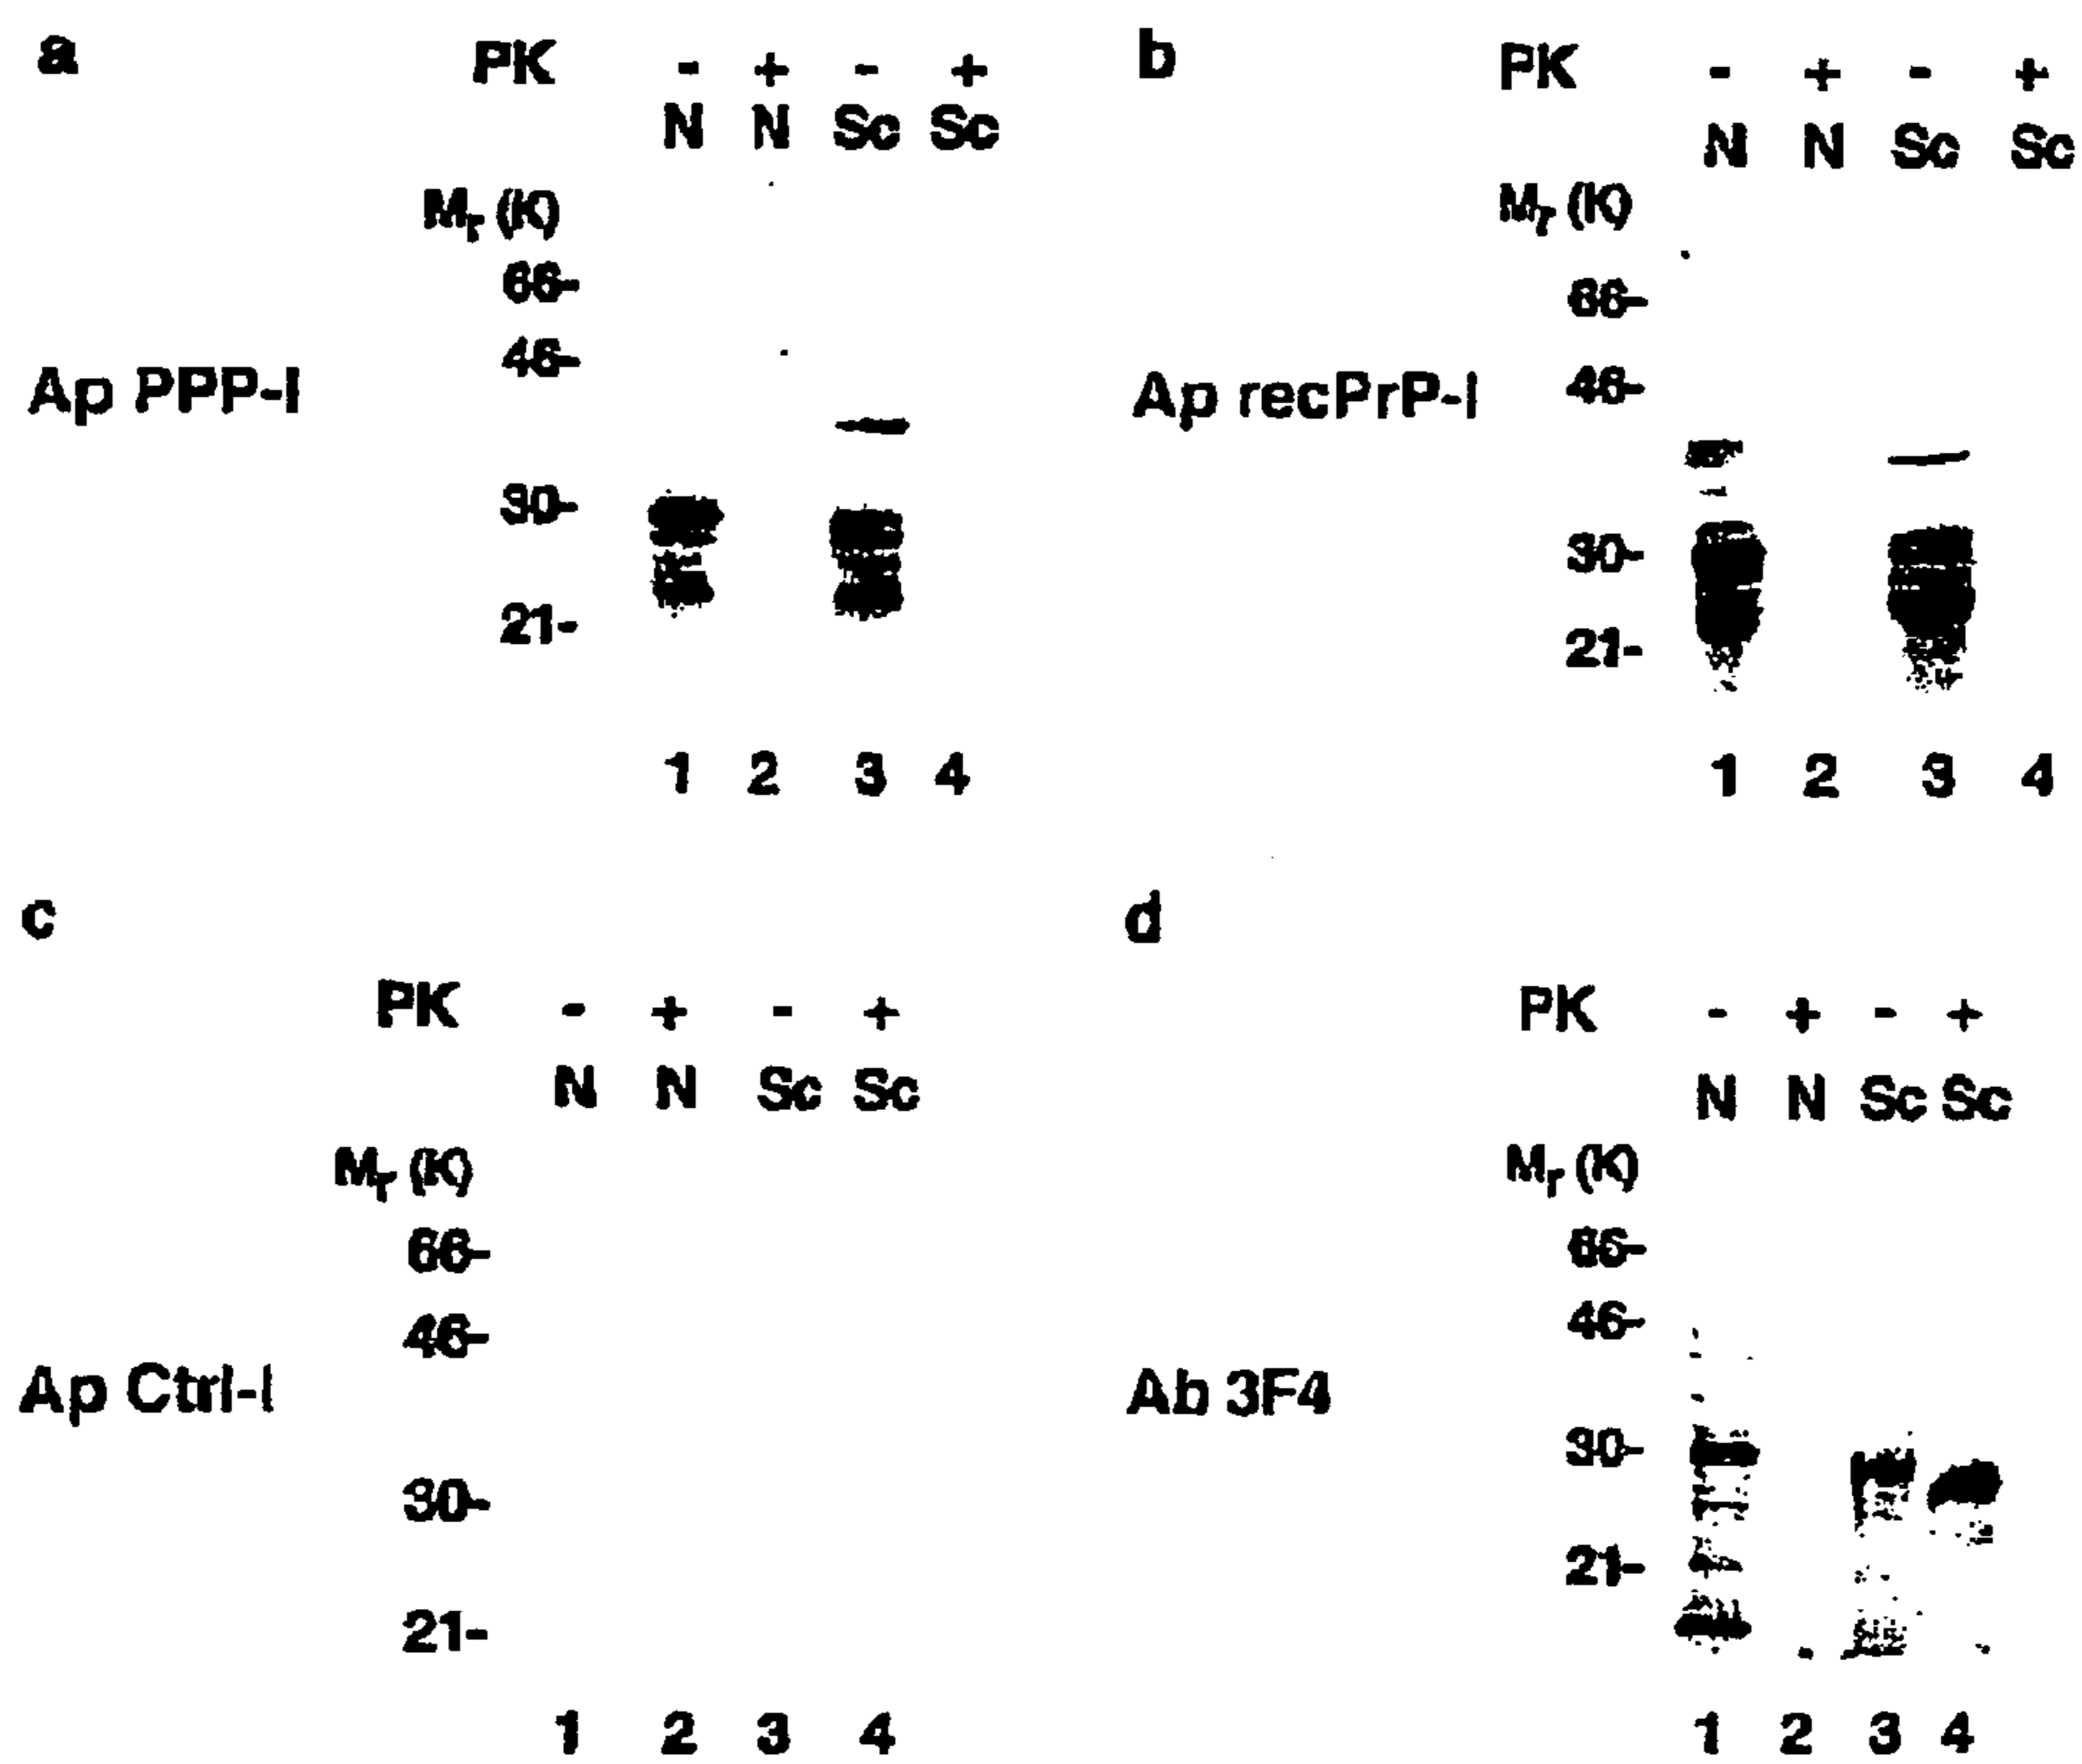 a
PK - + - +
N N Sc Sc
Mr (K)
66-
46-
Ap PPP-I
30-
21-
1 2 3 4
b
PK - + - +
N N Sc Sc
Mr (K)
66-
46-
Ap recPrP-I
30-
21-
1 2 3 4
c
PK - + - +
N N Sc Sc
Mr (K)
66-
46-
Ap Ctrl-I
30-
21-
1 2 3 4
d
PK - + - +
N N Sc Sc
Mr (K)
66-
46-
Ab 3F4
30-
21-
1 2 3 4